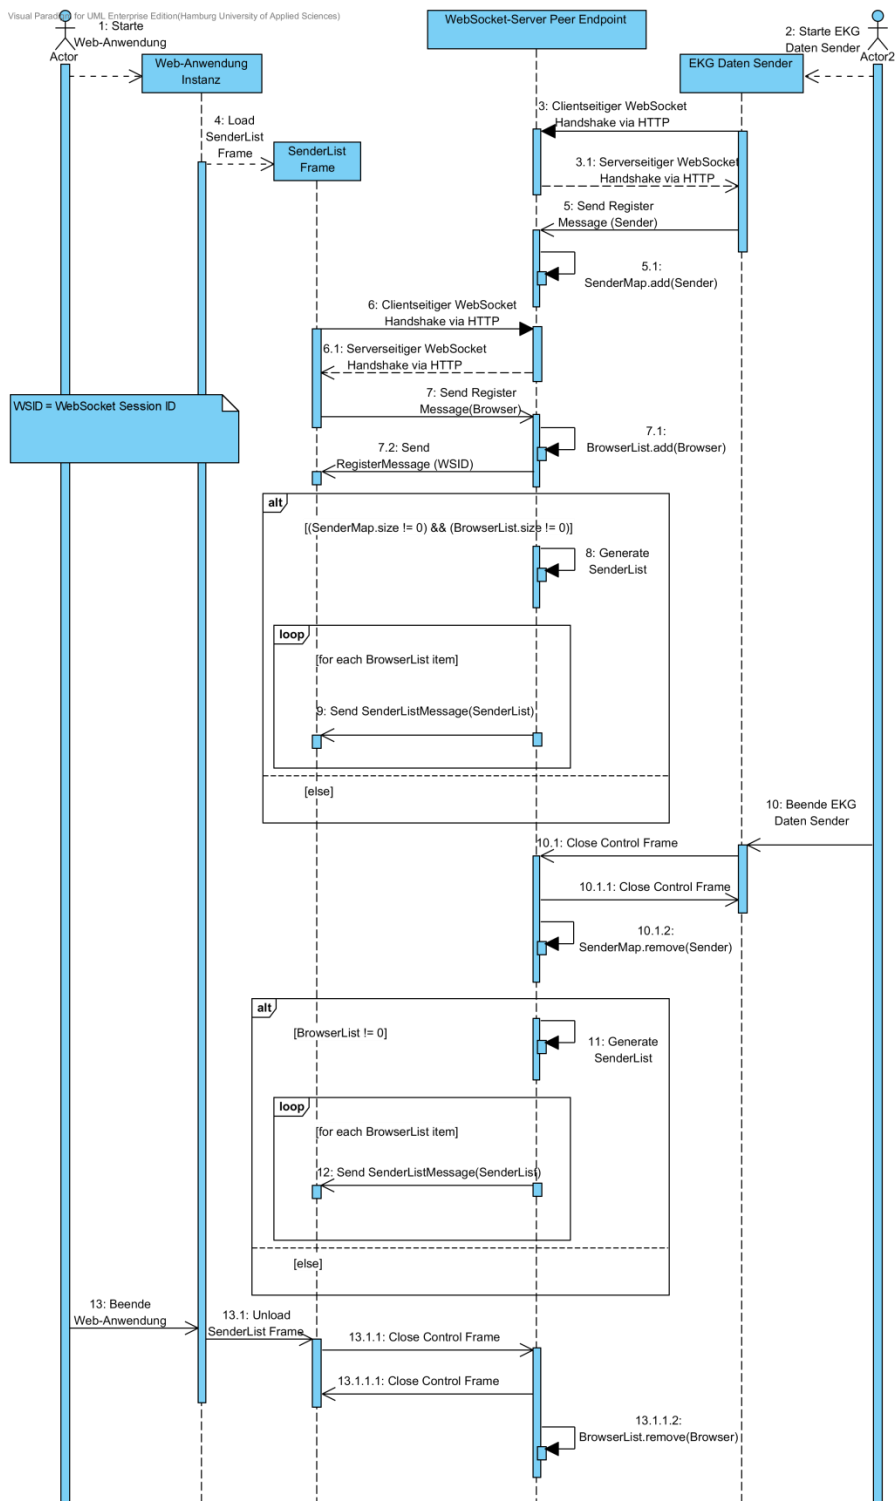 Visual Paradigm for UML Enterprise Edition(Hamburg University of Applied Sciences)
1: Starte
Web-Anwendung
Actor
Web-Anwendung
Instanz
WebSocket-Server Peer Endpoint
2: Starte EKG
Daten Sender
Actor2
EKG Daten Sender
3: Clientseitiger WebSocket
Handshake via HTTP
4: Load
SenderList
Frame
SenderList
Frame
3.1: Serverseitiger WebSocket
Handshake via HTTP
5: Send Register
Message (Sender)
5.1:
SenderMap.add(Sender)
6: Clientseitiger WebSocket
Handshake via HTTP
6.1: Serverseitiger WebSocket
Handshake via HTTP
WSID = WebSocket Session ID
7: Send Register
Message(Browser)
7.1:
BrowserList.add(Browser)
7.2: Send
RegisterMessage (WSID)
alt
[(SenderMap.size != 0) && (BrowserList.size != 0)]
8: Generate
SenderList
loop
[for each BrowserList item]
9: Send SenderListMessage(SenderList)
[else]
10: Beende EKG
Daten Sender
10.1: Close Control Frame
10.1.1: Close Control Frame
10.1.2:
SenderMap.remove(Sender)
alt
[BrowserList != 0]
11: Generate
SenderList
loop
[for each BrowserList item]
12: Send SenderListMessage(SenderList)
[else]
13: Beende
Web-Anwendung
13.1: Unload
SenderList Frame
13.1.1: Close Control Frame
13.1.1.1: Close Control Frame
13.1.1.2:
BrowserList.remove(Browser)